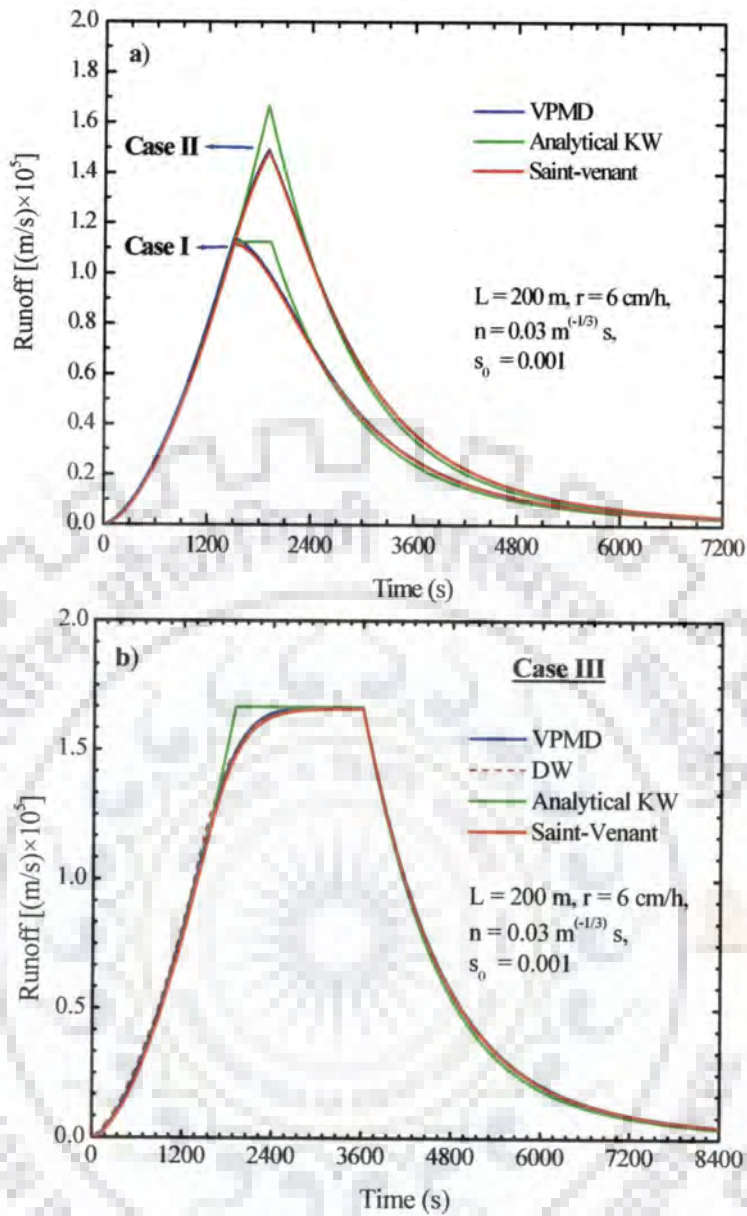 a)
2.0
1.8
1.6
1.4
1.2
1.0
0.8
0.6
0.4
0.2
0.0
Runoff [(m/s)×10⁵]
Case II
Case I
VPMD
Analytical KW
Saint-venant
L = 200 m, r = 6 cm/h,
n = 0.03 m⁽⁻¹/³⁾ s,
s₀ = 0.001
0 1200 2400 3600 4800 6000 7200
Time (s)
b)
2.0
1.5
1.0
0.5
0.0
Runoff [(m/s)×10⁵]
Case III
VPMD
DW
Analytical KW
Saint-Venant
L = 200 m, r = 6 cm/h,
n = 0.03 m⁽⁻¹/³⁾ s,
s₀ = 0.001
0 1200 2400 3600 4800 6000 7200 8400
Time (s)